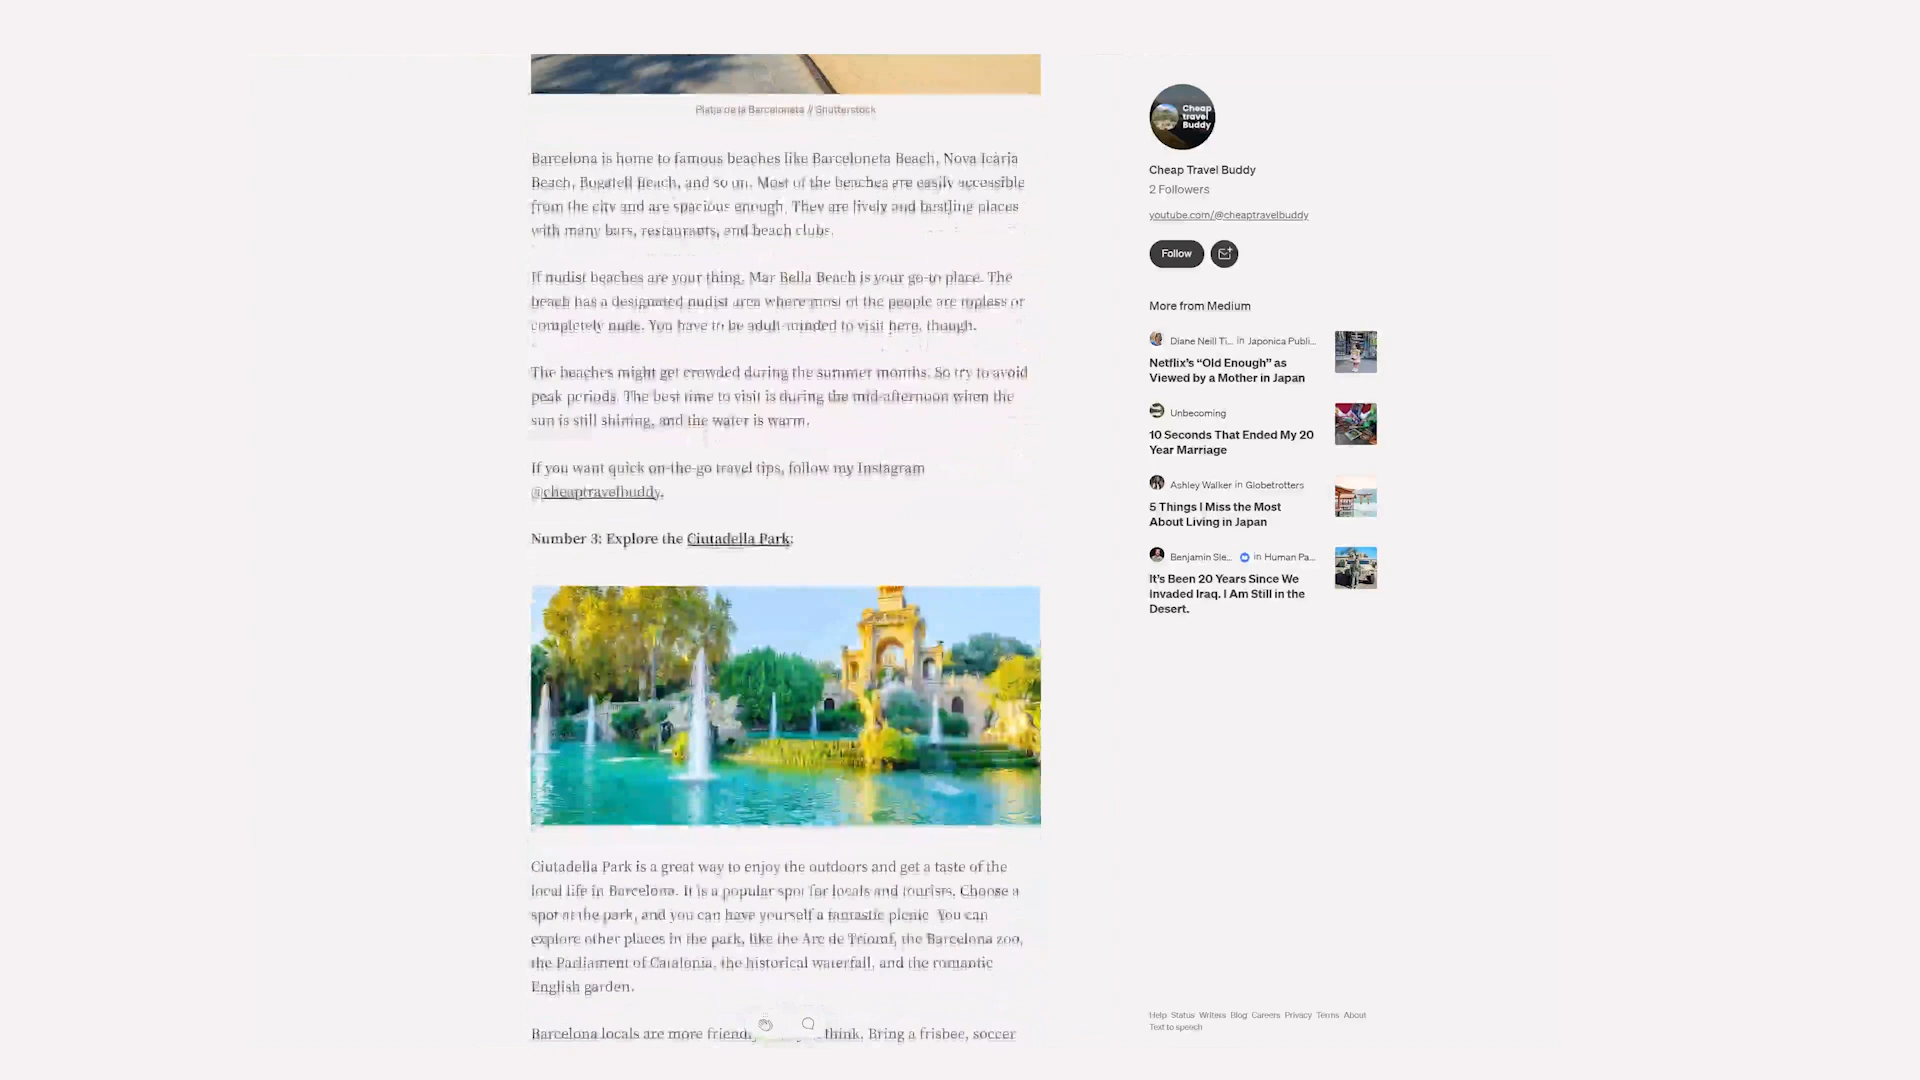 Platja de la Barceloneta // Shutterstock
Barcelona is home to famous beaches like Barceloneta Beach, Nova Icària
Beach, Bogatell Beach, and so on. Most of the beaches are easily accessible
from the city and are spacious enough. They are lively and bustling places
with many bars, restaurants, and beach clubs.
If nudist beaches are your thing, Mar Bella Beach is your go-to place. The
beach has a designated nudist area where most of the people are topless or
completely nude. You have to be adult-minded to visit here, though.
The beaches might get crowded during the summer months. So try to avoid
peak periods. The best time to visit is during the mid-afternoon when the
sun is still shining, and the water is warm.
If you want quick on-the-go travel tips, follow my Instagram
@cheaptravelbuddy.
Number 3: Explore the Ciutadella Park:
Ciutadella Park is a great way to enjoy the outdoors and get a taste of the
local life in Barcelona. It is a popular spot for locals and tourists. Choose a
spot at the park, and you can have yourself a fantastic picnic. You can
explore other places in the park, like the Arc de Triomf, the Barcelona zoo,
the Parliament of Catalonia, the historical waterfall, and the romantic
English garden.
Barcelona locals are more friendly think. Bring a frisbee, soccer
Cheap
travel
Buddy
Cheap Travel Buddy
2 Followers
youtube.com/@cheaptravelbuddy
Follow
More from Medium
Diane Neill Ti... in Japonica Publi...
Netflix's “Old Enough” as
Viewed by a Mother in Japan
Unbecoming
10 Seconds That Ended My 20
Year Marriage
Ashley Walker in Globetrotters
5 Things I Miss the Most
About Living in Japan
Benjamin Sle... in Human Pa...
It's Been 20 Years Since We
Invaded Iraq. I Am Still in the
Desert.
Help Status Writers Blog Careers Privacy Terms About
Text to speech